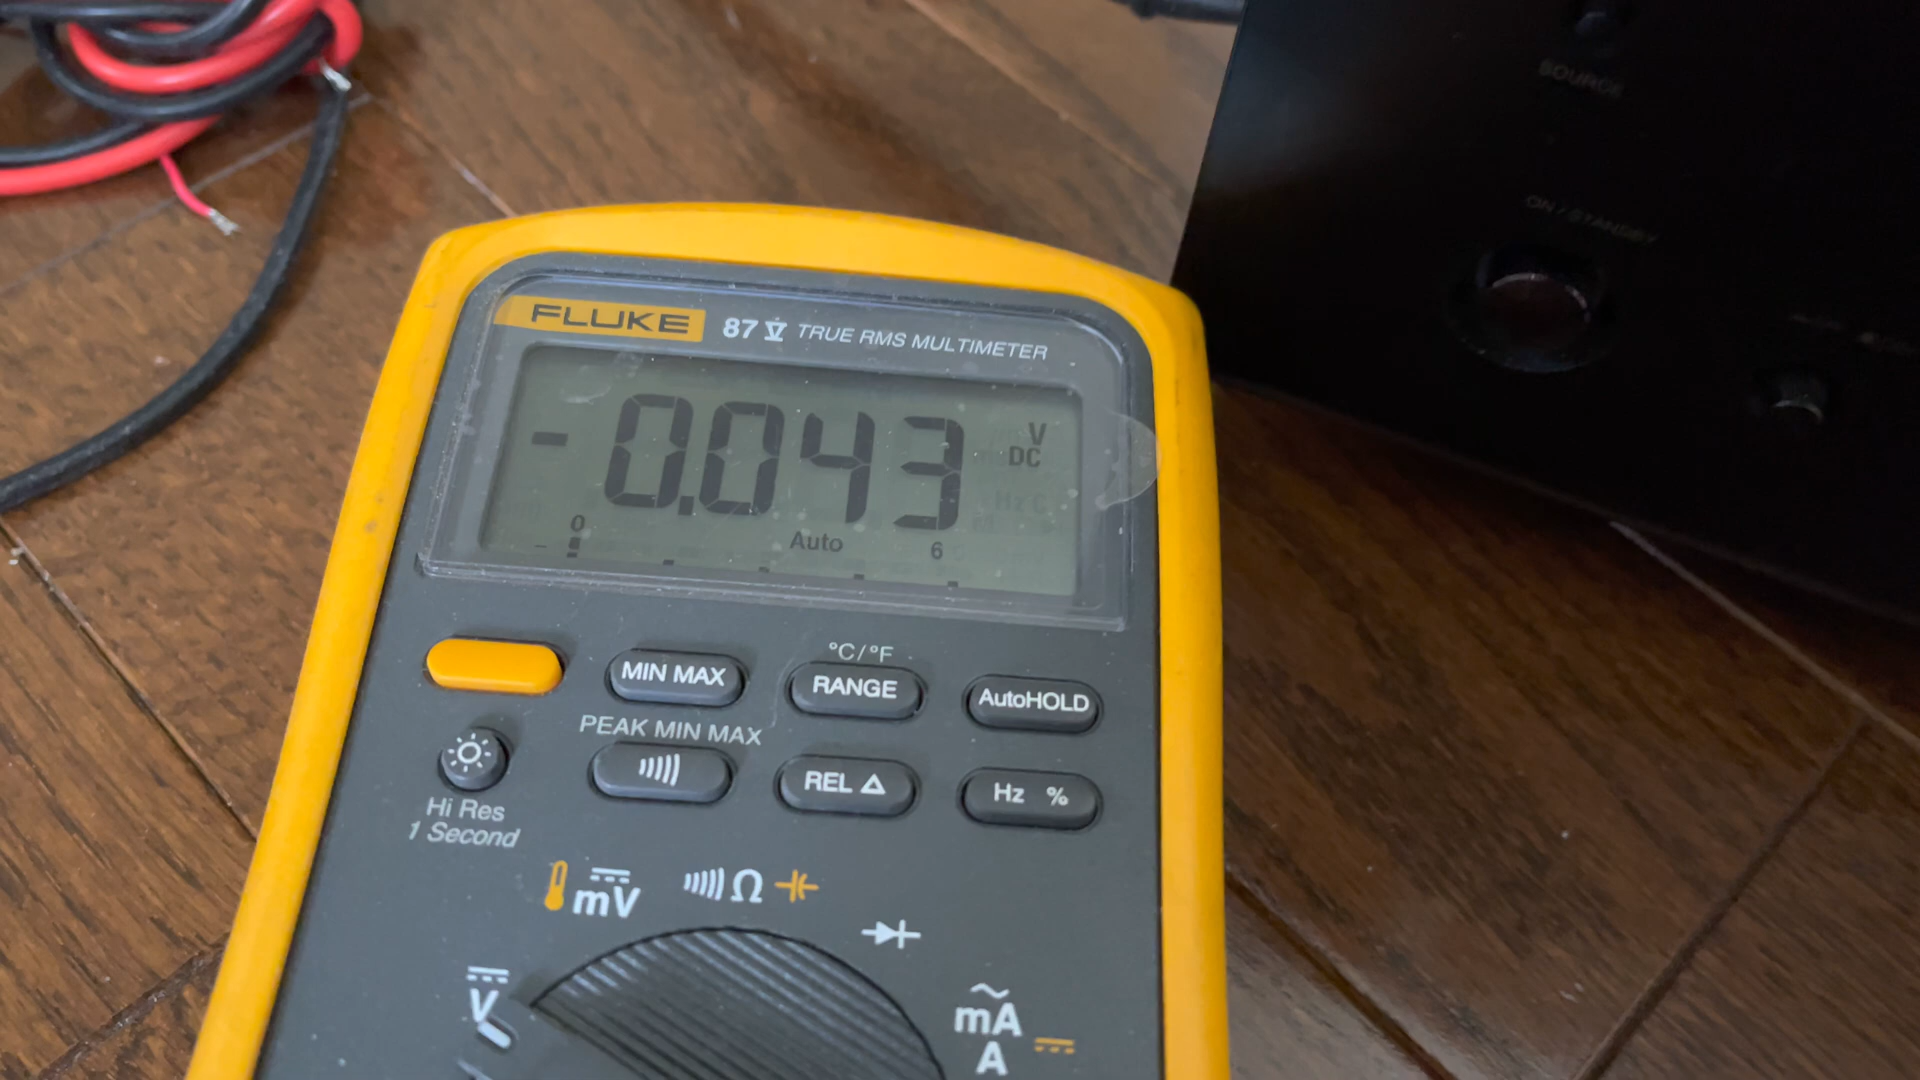 SOURCE
ON / STANDBY
FLUKE 87 V TRUE RMS MULTIMETER
-0.043 V
DC
0 Auto 6
MIN MAX
°C/°F
RANGE
AutoHOLD
PEAK MIN MAX
REL Δ
Hz %
Hi Res
1 Second
mV
Ω
V
mA
A